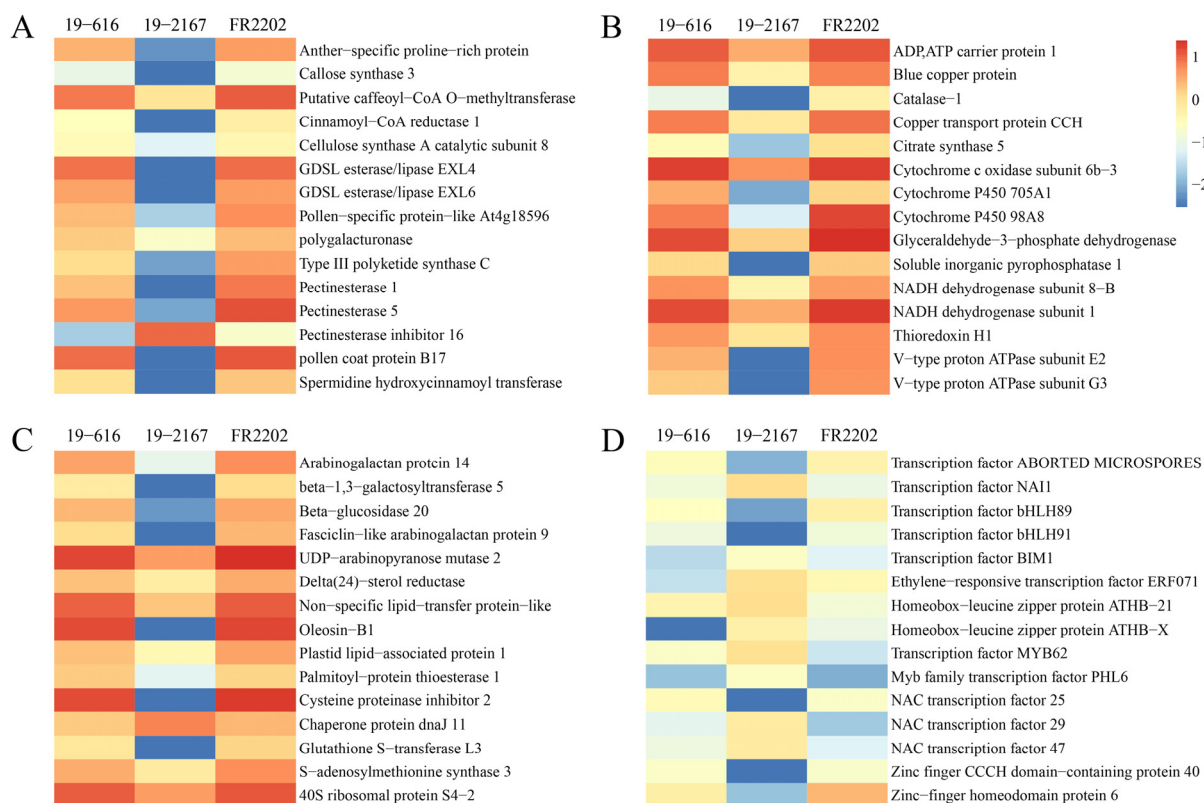 A
19−616 19−2167 FR2202
Anther−specific proline−rich protein
Callose synthase 3
Putative caffeoyl−CoA O−methyltransferase
Cinnamoyl−CoA reductase 1
Cellulose synthase A catalytic subunit 8
GDSL esterase/lipase EXL4
GDSL esterase/lipase EXL6
Pollen−specific protein−like At4g18596
polygalacturonase
Type III polyketide synthase C
Pectinesterase 1
Pectinesterase 5
Pectinesterase inhibitor 16
pollen coat protein B17
Spermidine hydroxycinnamoyl transferase
B
19−616 19−2167 FR2202
ADP,ATP carrier protein 1
Blue copper protein
Catalase−1
Copper transport protein CCH
Citrate synthase 5
Cytochrome c oxidase subunit 6b−3
Cytochrome P450 705A1
Cytochrome P450 98A8
Glyceraldehyde−3−phosphate dehydrogenase
Soluble inorganic pyrophosphatase 1
NADH dehydrogenase subunit 8−B
NADH dehydrogenase subunit 1
Thioredoxin H1
V−type proton ATPase subunit E2
V−type proton ATPase subunit G3
1
0
−1
−2
C
19−616 19−2167 FR2202
Arabinogalactan protcin 14
beta−1,3−galactosyltransferase 5
Beta−glucosidase 20
Fasciclin−like arabinogalactan protein 9
UDP−arabinopyranose mutase 2
Delta(24)−sterol reductase
Non−specific lipid−transfer protein−like
Oleosin−B1
Plastid lipid−associated protein 1
Palmitoyl−protein thioesterase 1
Cysteine proteinase inhibitor 2
Chaperone protein dnaJ 11
Glutathione S−transferase L3
S−adenosylmethionine synthase 3
40S ribosomal protein S4−2
D
19−616 19−2167 FR2202
Transcription factor ABORTED MICROSPORES
Transcription factor NAI1
Transcription factor bHLH89
Transcription factor bHLH91
Transcription factor BIM1
Ethylene−responsive transcription factor ERF071
Homeobox−leucine zipper protein ATHB−21
Homeobox−leucine zipper protein ATHB−X
Transcription factor MYB62
Myb family transcription factor PHL6
NAC transcription factor 25
NAC transcription factor 29
NAC transcription factor 47
Zinc finger CCCH domain−containing protein 40
Zinc−finger homeodomain protein 6